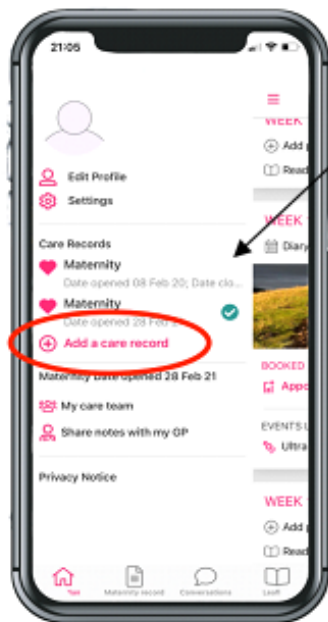 21:05
Edit Profile
Settings
Care Records
Maternity
Date opened 08 Feb 20; Date clo...
Maternity
Date opened 28 Feb
Add a care record
Maternity Date opened 28 Feb 21
My care team
Share notes with my GP
Privacy Notice
WEEK
Add
Read
WEEK
Diary
BOOKED
Appo
EVENTS
Ultra
WEEK
Add
Read
Maternity record
Conversations